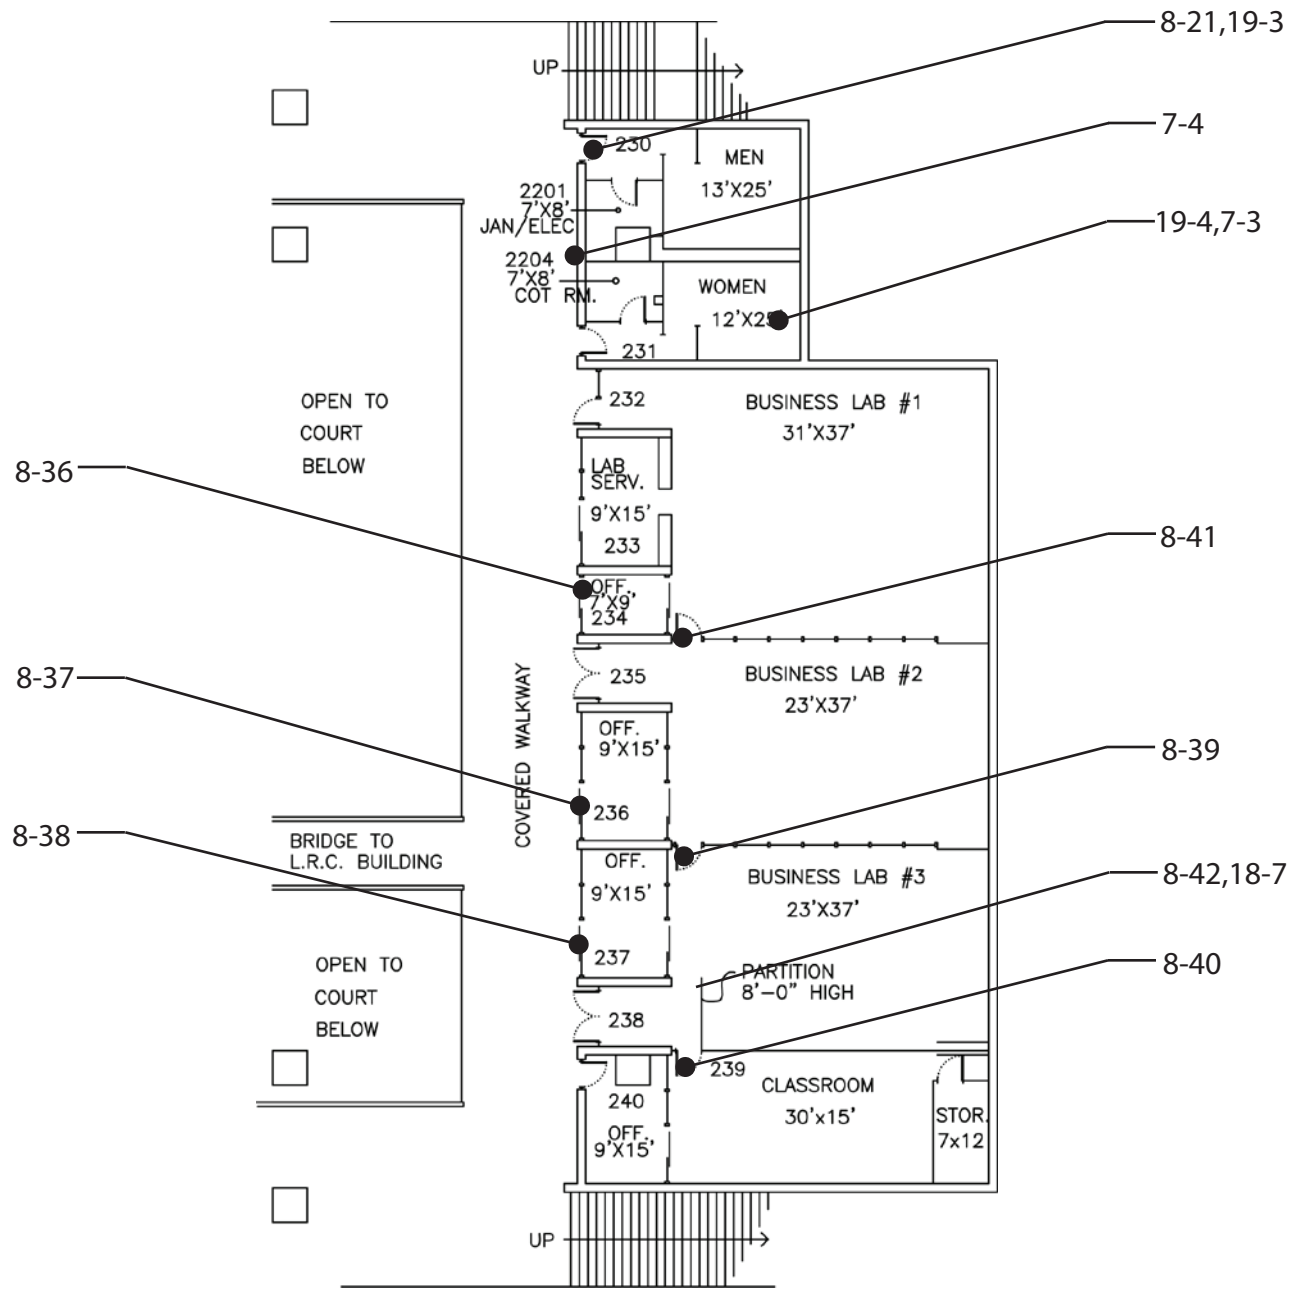 8-21,19-3
UP
7-4
230
MEN
13'X25'
2201
7'X8'
JAN/ELEC
19-4,7-3
2204
7'X8'
COT RM.
WOMEN
12'X25'
231
232
OPEN TO
COURT
BELOW
BUSINESS LAB #1
31'X37'
8-36
LAB
SERV.
9'X15'
233
8-41
OFF.
7'X9'
234
8-37
235
BUSINESS LAB #2
23'X37'
COVERED WALKWAY
OFF.
9'X15'
8-39
236
8-38
BRIDGE TO
L.R.C. BUILDING
OFF.
9'X15'
BUSINESS LAB #3
23'X37'
8-42,18-7
237
OPEN TO
COURT
BELOW
PARTITION
8'-0" HIGH
8-40
238
239
240
OFF.
9'X15'
CLASSROOM
30'x15'
STOR.
7x12
UP